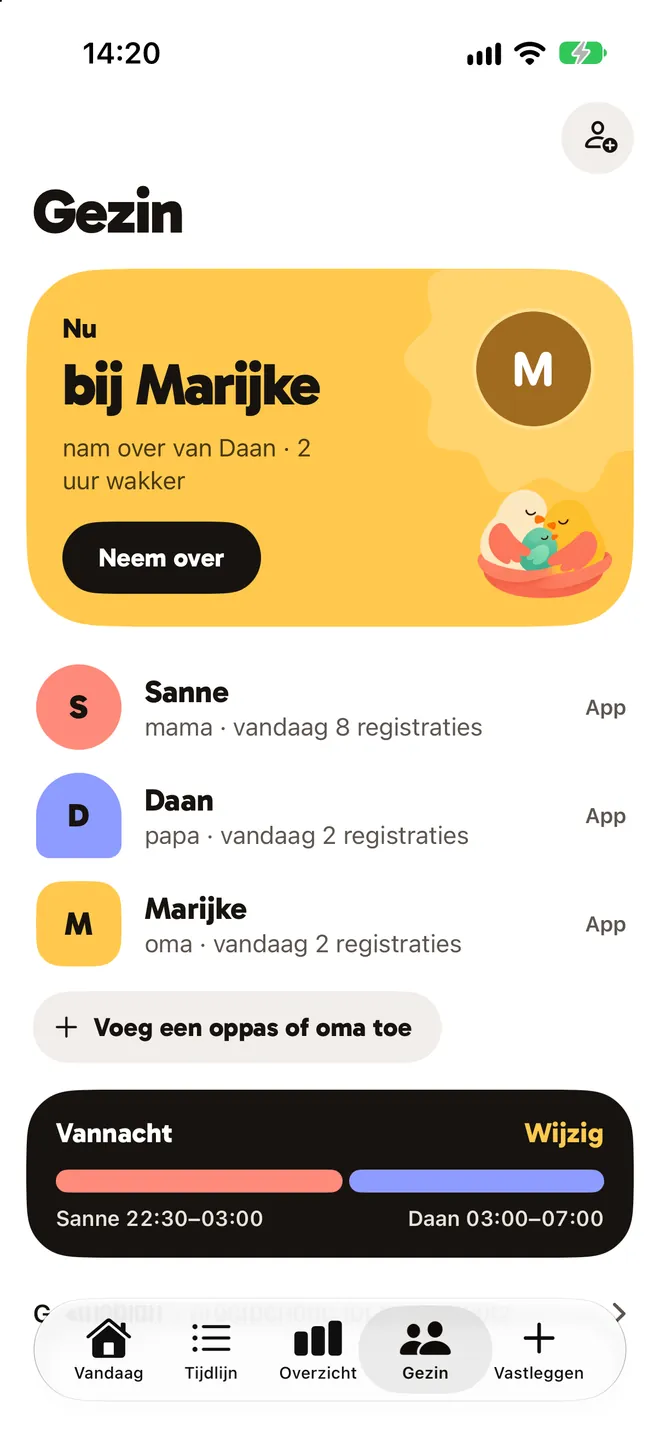 14:20
Gezin
Nu
bij Marijke
M
nam over van Daan · 2
uur wakker
Neem over
S
Sanne
mama · vandaag 8 registraties
App
D
Daan
papa · vandaag 2 registraties
App
M
Marijke
oma · vandaag 2 registraties
App
+ Voeg een oppas of oma toe
Vannacht
Wijzig
Sanne 22:30–03:00
Daan 03:00–07:00
Vandaag
Tijdlijn
Overzicht
Gezin
Vastleggen